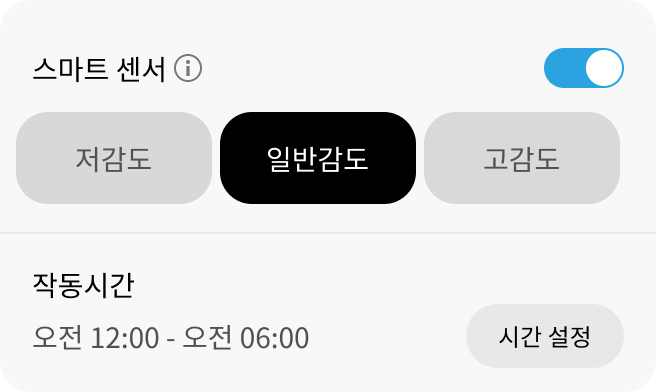 스마트 센서
저감도 일반감도 고감도
작동시간
오전 12:00 - 오전 06:00
시간 설정